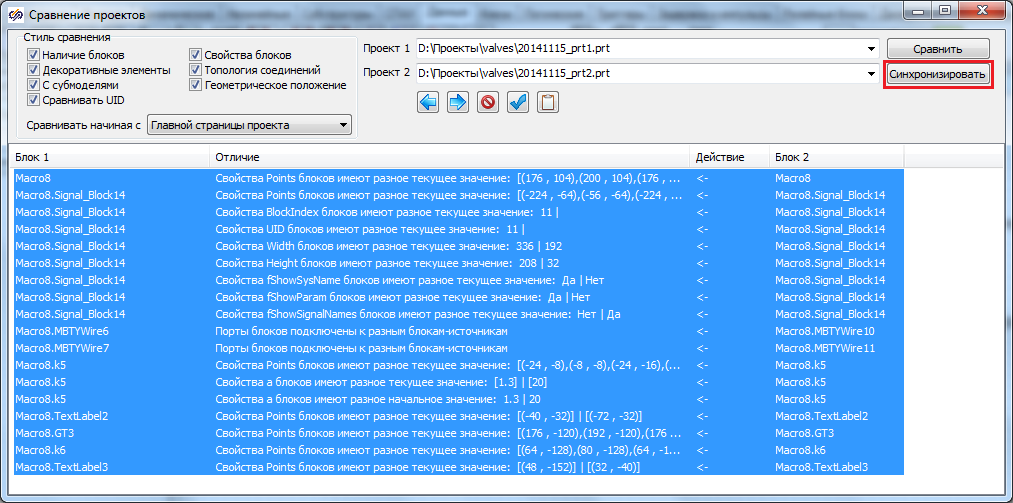 Сравнение проектов
Стиль сравнения
Наличие блоков
Свойства блоков
Декоративные элементы
Топология соединений
С субмоделями
Геометрическое положение
Сравнивать UID
Сравнивать начиная с Главной страницы проекта
Проект 1 D:\Проекты\valves\20141115_prt1.prt
Сравнить
Проект 2 D:\Проекты\valves\20141115_prt2.prt
Синхронизировать
Блок 1 Отличие Действие Блок 2
Macro8 Свойства Points блоков имеют разное текущее значение: [(176 , 104),(200 , 104),(176 , ... <- Macro8
Macro8.Signal_Block14 Свойства Points блоков имеют разное текущее значение: [(-224 , -64),(-56 , -64),(-224 , ... <- Macro8.Signal_Block14
Macro8.Signal_Block14 Свойства BlockIndex блоков имеют разное текущее значение: 11 | <- Macro8.Signal_Block14
Macro8.Signal_Block14 Свойства UID блоков имеют разное текущее значение: 11 | <- Macro8.Signal_Block14
Macro8.Signal_Block14 Свойства Width блоков имеют разное текущее значение: 336 | 192 <- Macro8.Signal_Block14
Macro8.Signal_Block14 Свойства Height блоков имеют разное текущее значение: 208 | 32 <- Macro8.Signal_Block14
Macro8.Signal_Block14 Свойства fShowSysName блоков имеют разное текущее значение: Да | Нет <- Macro8.Signal_Block14
Macro8.Signal_Block14 Свойства fShowParam блоков имеют разное текущее значение: Да | Нет <- Macro8.Signal_Block14
Macro8.Signal_Block14 Свойства fShowSignalNames блоков имеют разное текущее значение: Нет | Да <- Macro8.Signal_Block14
Macro8.MBTYWire6 Порты блоков подключены к разным блокам-источникам <- Macro8.MBTYWire10
Macro8.MBTYWire7 Порты блоков подключены к разным блокам-источникам <- Macro8.MBTYWire11
Macro8.k5 Свойства Points блоков имеют разное текущее значение: [(-24 , -8),(-8 , -8),(-24 , -16),(... <- Macro8.k5
Macro8.k5 Свойства a блоков имеют разное текущее значение: [1.3] | [20] <- Macro8.k5
Macro8.k5 Свойства a блоков имеют разное начальное значение: 1.3 | 20 <- Macro8.k5
Macro8.TextLabel2 Свойства Points блоков имеют разное текущее значение: [(-40 , -32)] | [(-72 , -32)] <- Macro8.TextLabel2
Macro8.GT3 Свойства Points блоков имеют разное текущее значение: [(176 , -120),(192 , -120),(176 ... <- Macro8.GT3
Macro8.k6 Свойства Points блоков имеют разное текущее значение: [(64 , -128),(80 , -128),(64 , -1... <- Macro8.k6
Macro8.TextLabel3 Свойства Points блоков имеют разное текущее значение: [(48 , -152)] | [(32 , -40)] <- Macro8.TextLabel3